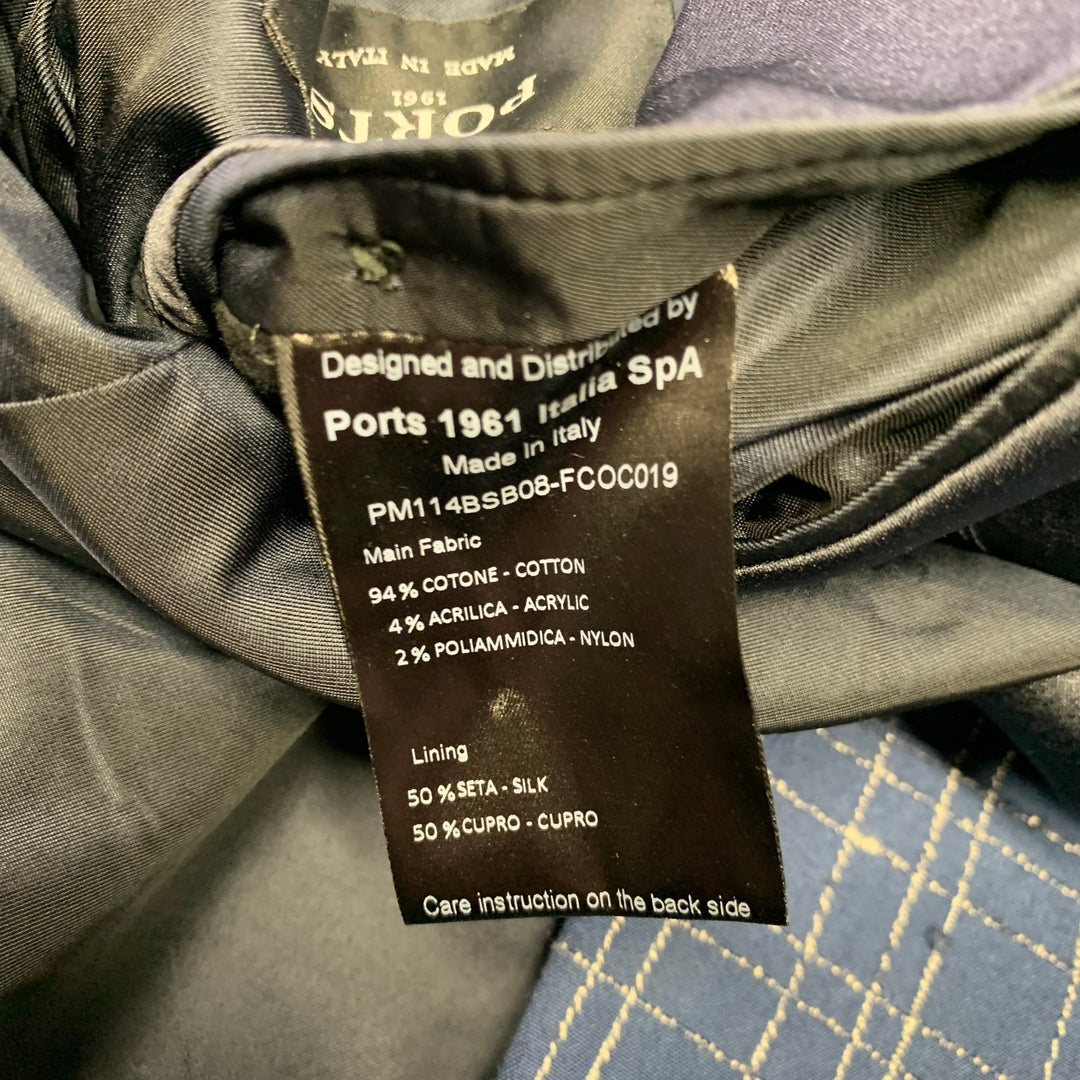 PORTS
1961
MADE IN ITALY
Designed and Distributed by
Ports 1961 Italia SpA
Made in Italy
PM114BSB08-FCOC019
Main Fabric
94% COTONE - COTTON
4% ACRILICA - ACRYLIC
2% POLIAMMIDICA - NYLON
Lining
50 % SETA - SILK
50 % CUPRO - CUPRO
Care instruction on the back side